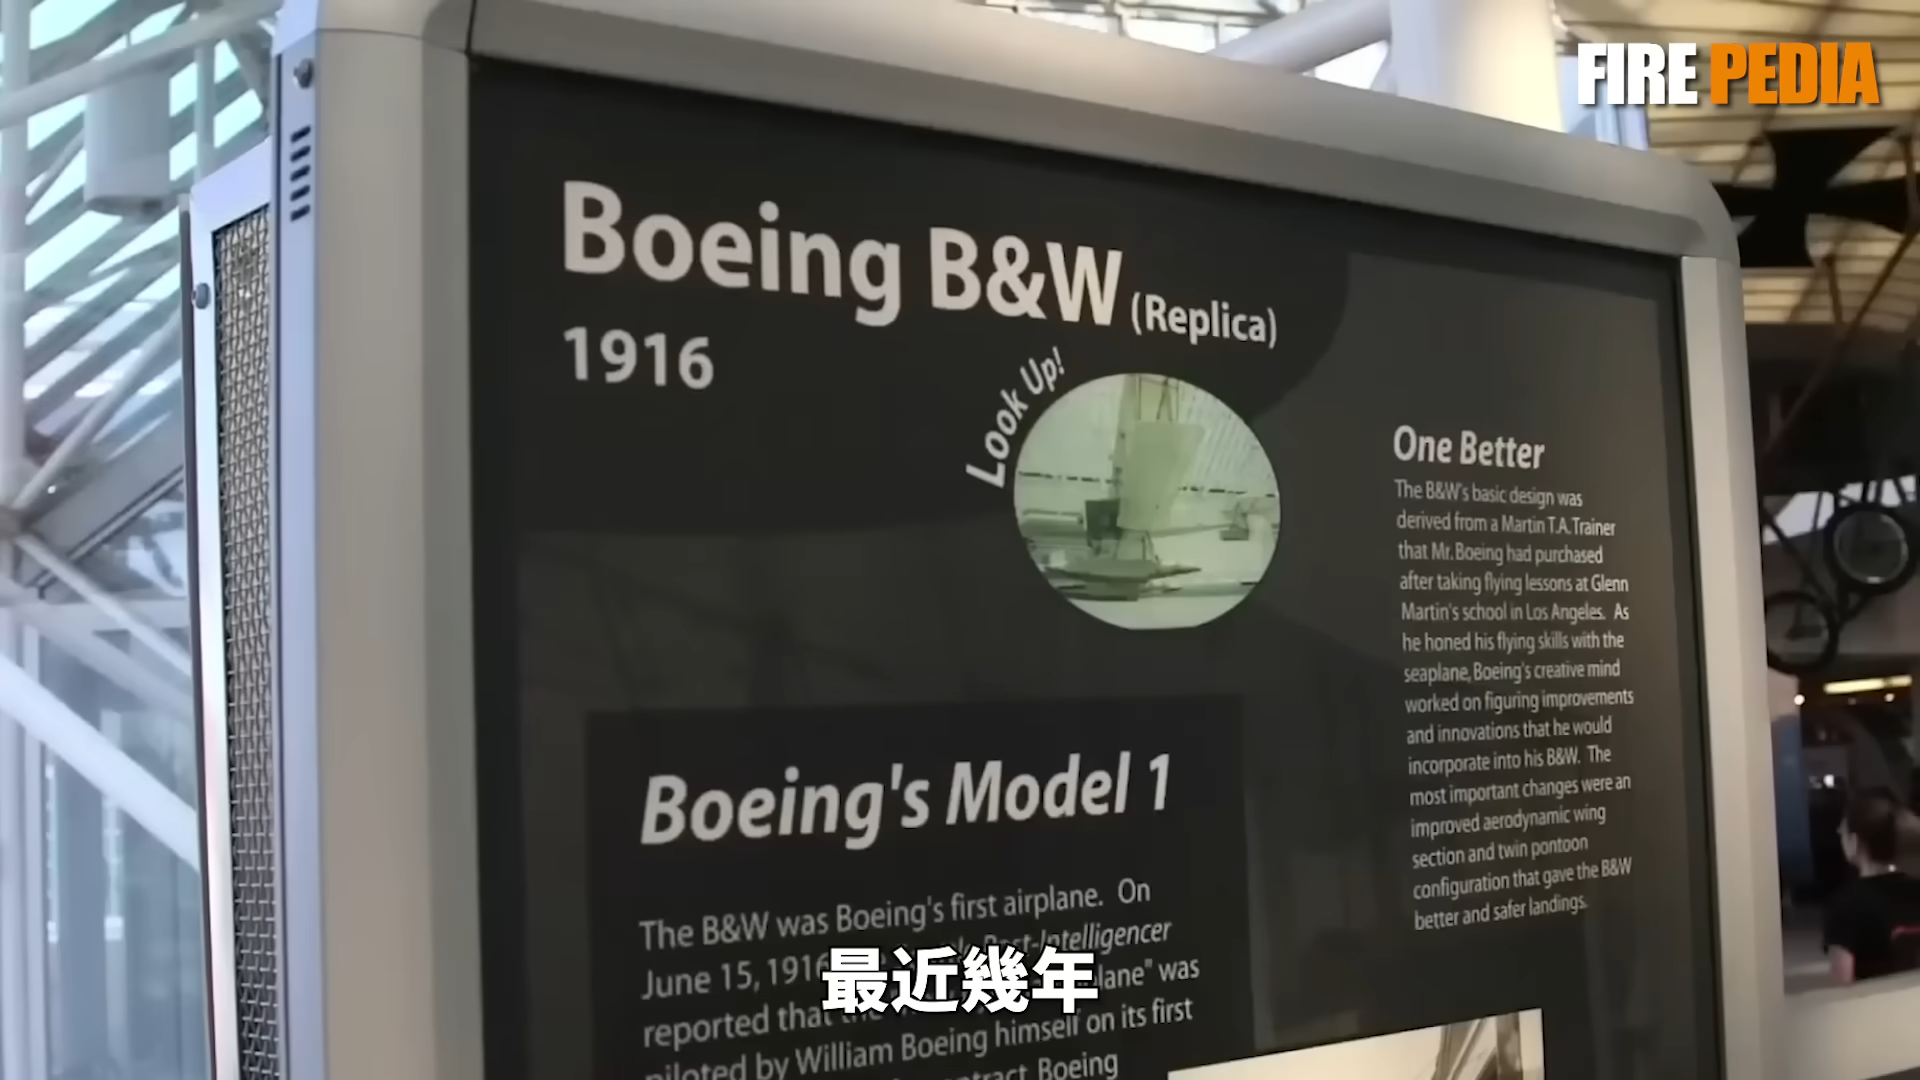 FIRE PEDIA
Boeing B&W (Replica)
1916
Look Up!
One Better
The B&W's basic design was
derived from a Martin T.A. Trainer
that Mr. Boeing had purchased
after taking flying lessons at Glenn
Martin's school in Los Angeles. As
he honed his flying skills with the
seaplane, Boeing's creative mind
worked on figuring improvements
and innovations that he would
incorporate into his B&W. The
most important changes were an
improved aerodynamic wing
section and twin pontoon
configuration that gave the B&W
better and safer landings.
Boeing's Model 1
The B&W was Boeing's first airplane. On
June 15, 1916 Post-Intelligencer
reported that the was
piloted by William Boeing himself on its first
Boeing
最近幾年